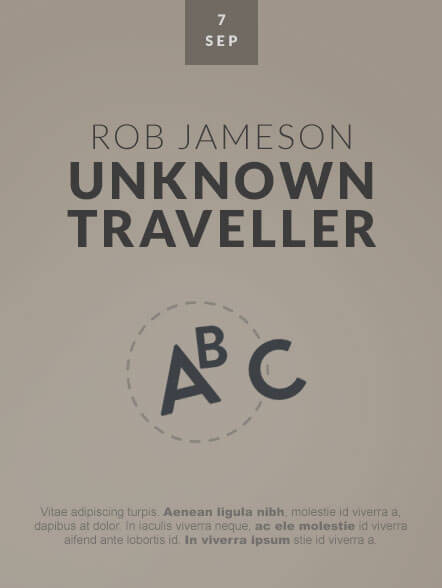 7
SEP
ROB JAMESON
UNKNOWN
TRAVELLER
ABC
Vitae adipiscing turpis. Aenean ligula nibh, molestie id viverra a,
dapibus at dolor. In iaculis viverra neque, ac ele molestie id viverra
aifend ante lobortis id. In viverra ipsum stie id viverra a.